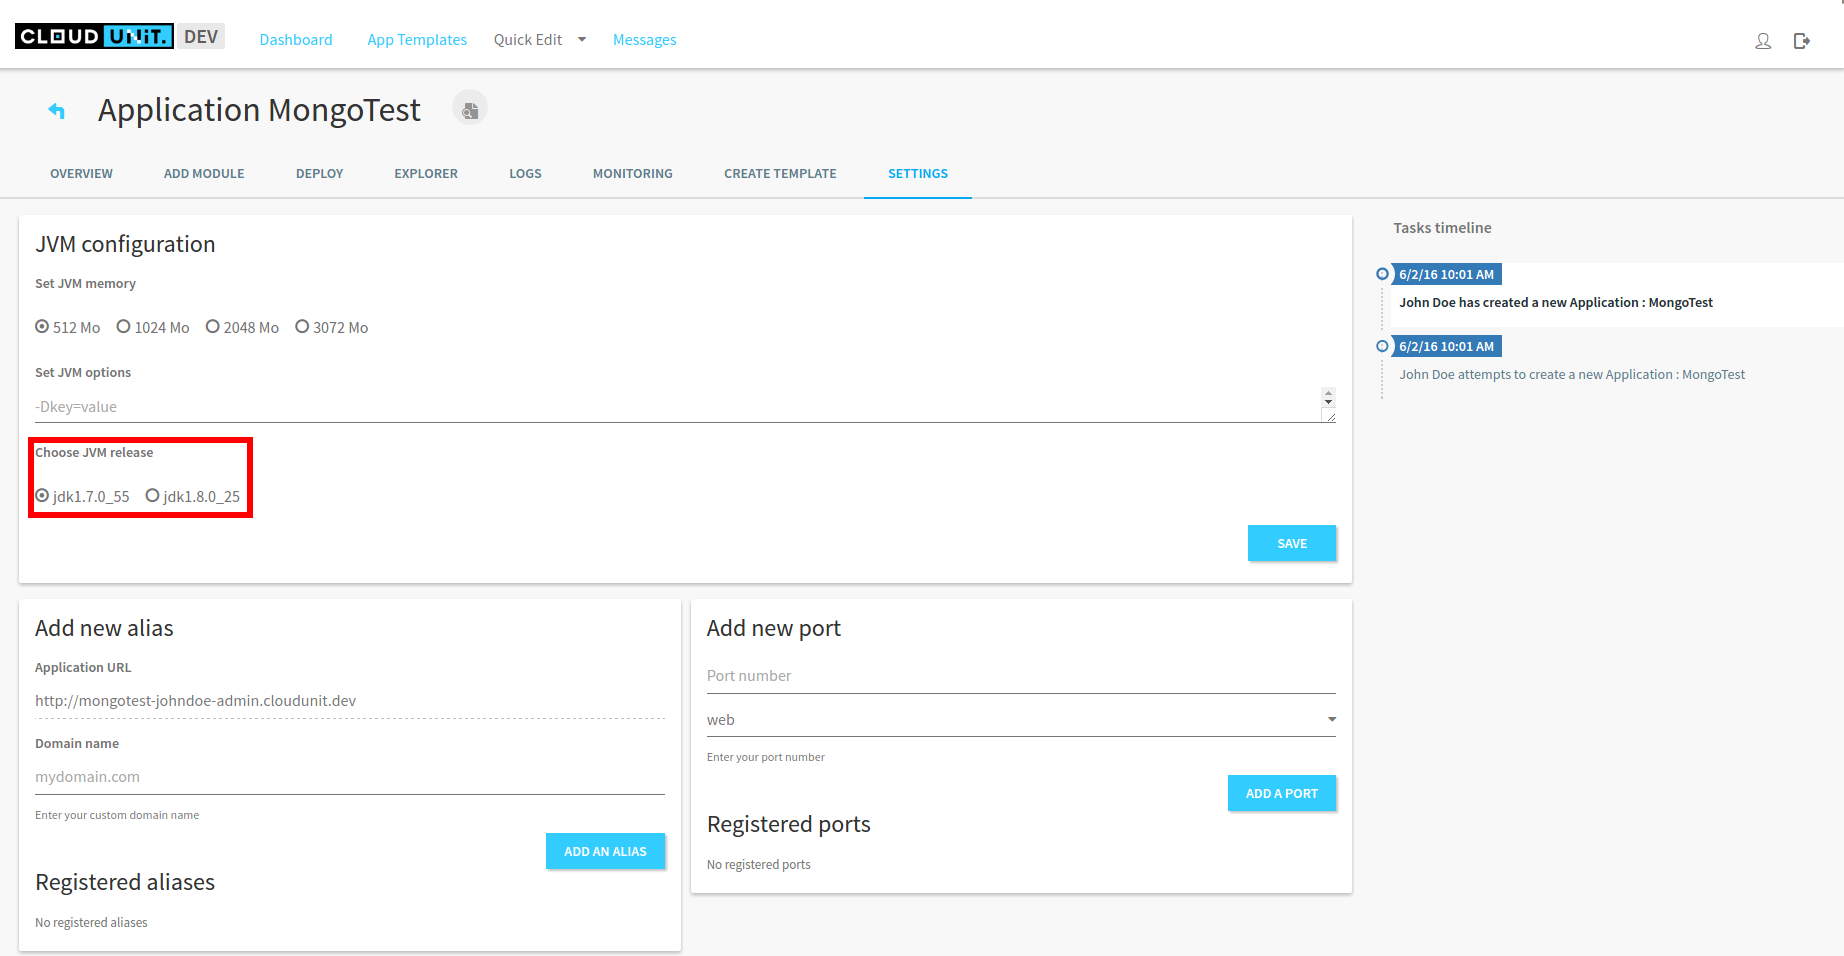 CLOUD UNIT. DEV
Dashboard App Templates Quick Edit Messages
Application MongoTest
OVERVIEW ADD MODULE DEPLOY EXPLORER LOGS MONITORING CREATE TEMPLATE SETTINGS
JVM configuration
Set JVM memory
512 Mo 1024 Mo 2048 Mo 3072 Mo
Set JVM options
-Dkey=value
Choose JVM release
jdk1.7.0_55 jdk1.8.0_25
SAVE
Add new alias
Application URL
http://mongotest-johndoe-admin.cloudunit.dev
Domain name
mydomain.com
Enter your custom domain name
ADD AN ALIAS
Registered aliases
No registered aliases
Add new port
Port number
web
Enter your port number
ADD A PORT
Registered ports
No registered ports
Tasks timeline
6/2/16 10:01 AM
John Doe has created a new Application : MongoTest
6/2/16 10:01 AM
John Doe attempts to create a new Application : MongoTest